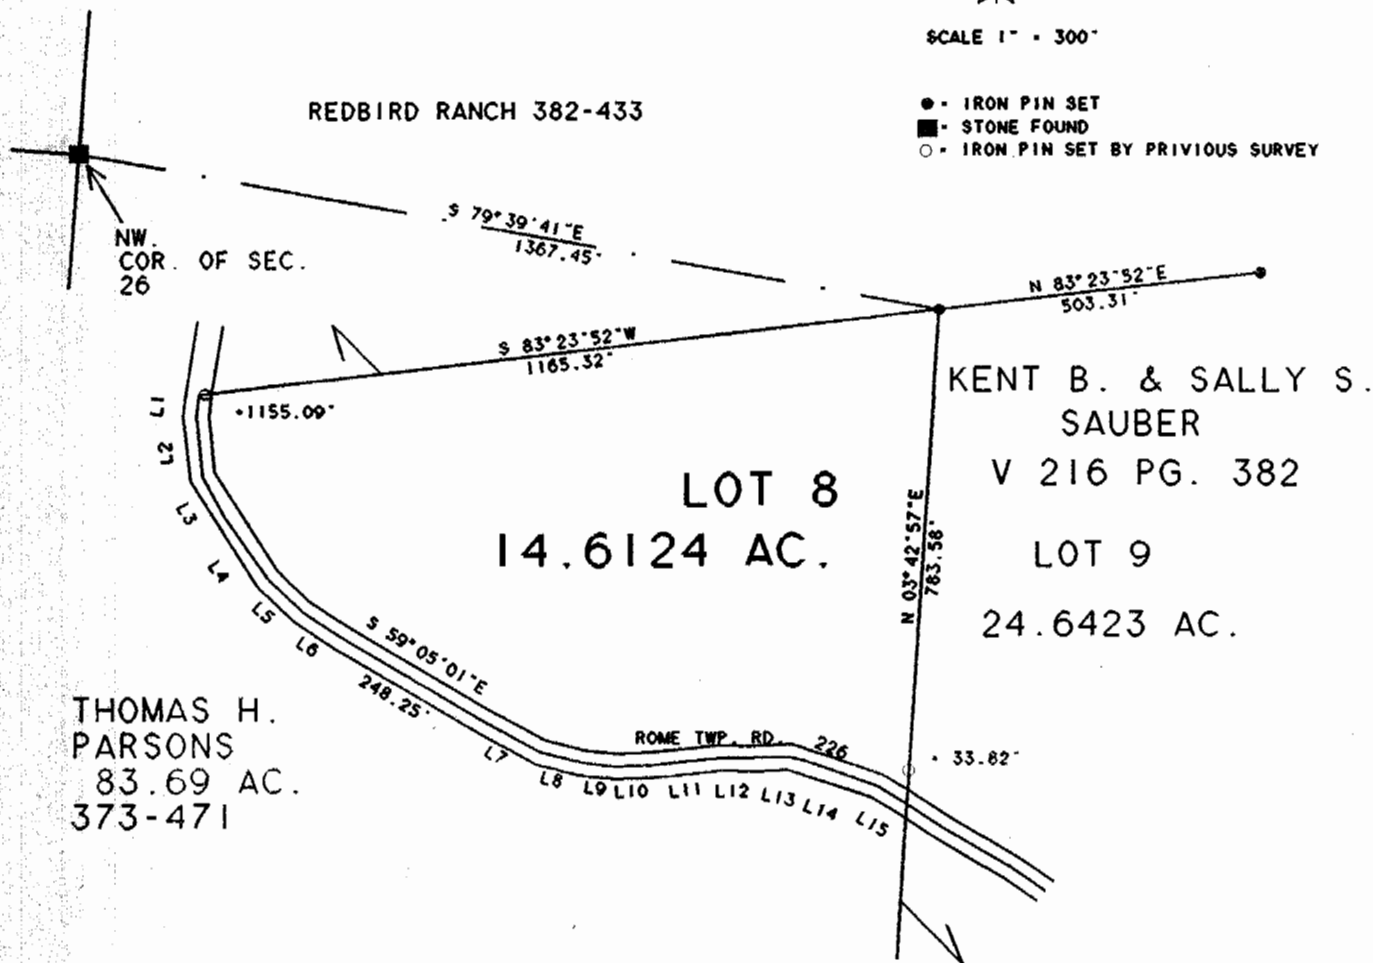 SCALE 1" = 300'
REDBIRD RANCH 382-433
●- IRON PIN SET
■- STONE FOUND
○- IRON PIN SET BY PRIVIOUS SURVEY
NW.
COR. OF SEC.
26
S 79°39'41"E
1367.45'
N 83°23'52"E
503.31'
S 83°23'52"W
1165.32'
+1155.09'
KENT B. & SALLY S.
SAUBER
V 216 PG. 382
LOT 9
24.6423 AC.
LOT 8
14.6124 AC.
N 03°42'57"E
783.58'
L1
L2
L3
L4
L5
L6
S 59°05'01"E
248.25'
L7
L8
L9
L10
L11
L12
L13
L14
L15
ROME TWP. RD. 226
+ 33.82'
THOMAS H.
PARSONS
83.69 AC.
373-471